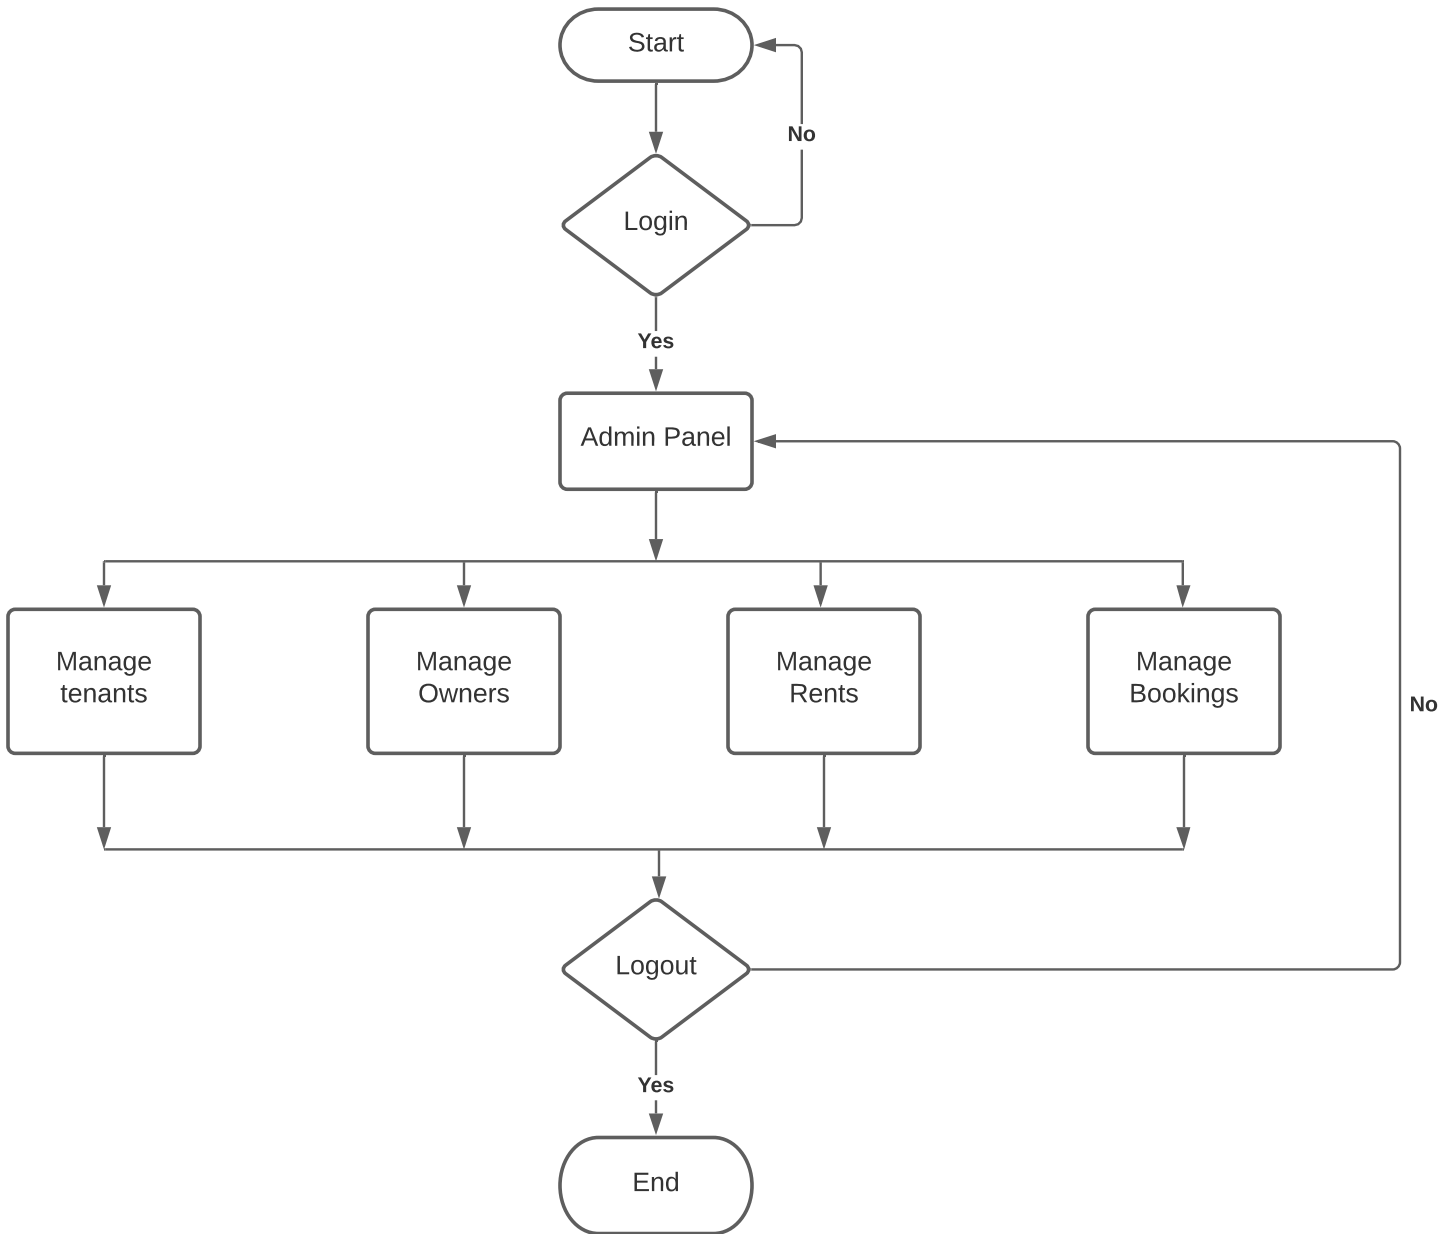 Start
No
Login
Yes
Admin Panel
Manage
tenants
Manage
Owners
Manage
Rents
Manage
Bookings
No
Logout
Yes
End